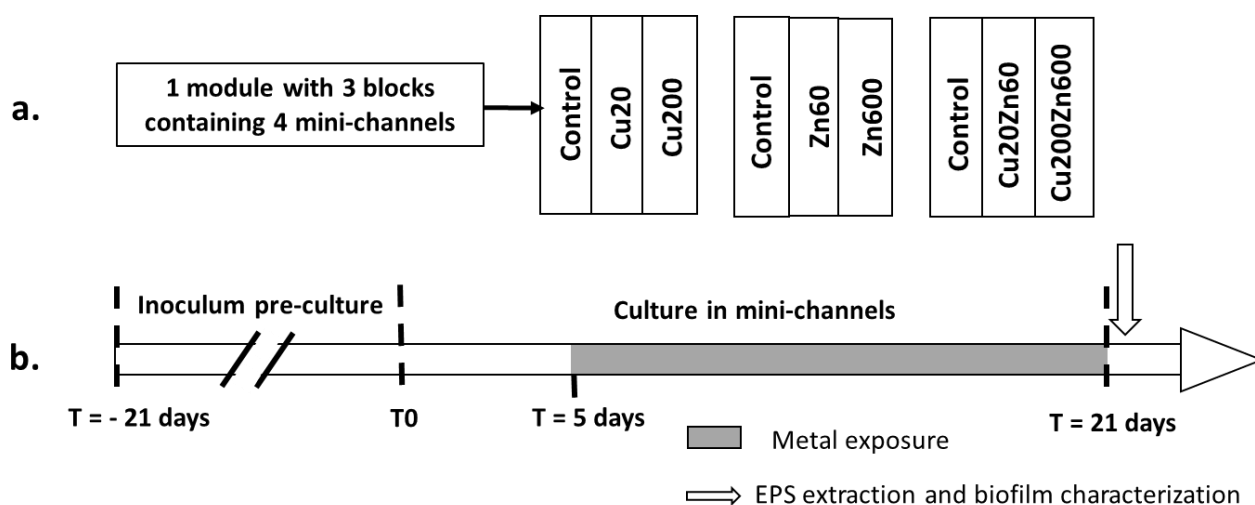 a.
1 module with 3 blocks
containing 4 mini-channels
Control
Cu20
Cu200
Control
Zn60
Zn600
Control
Cu20Zn60
Cu200Zn600
b.
Inoculum pre-culture
Culture in mini-channels
T = - 21 days
T0
T = 5 days
T = 21 days
Metal exposure
EPS extraction and biofilm characterization